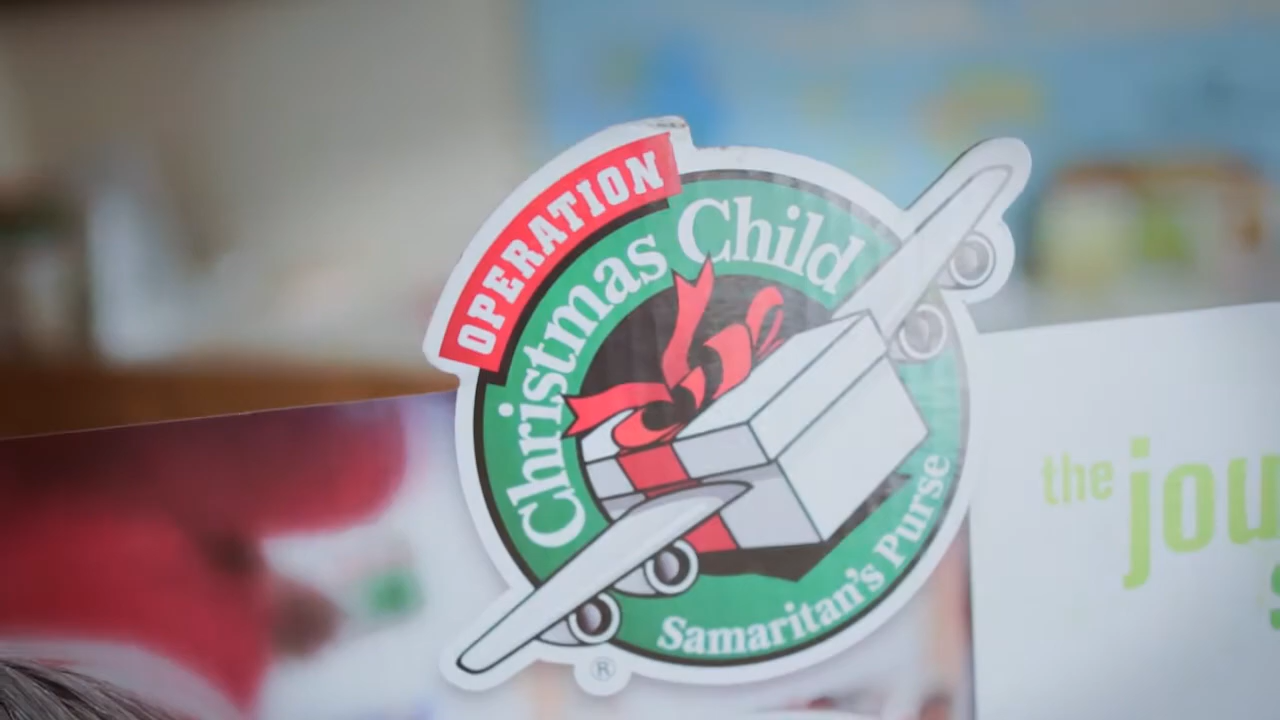 OPERATION
Christmas Child
Samaritan's Purse
®
the jou